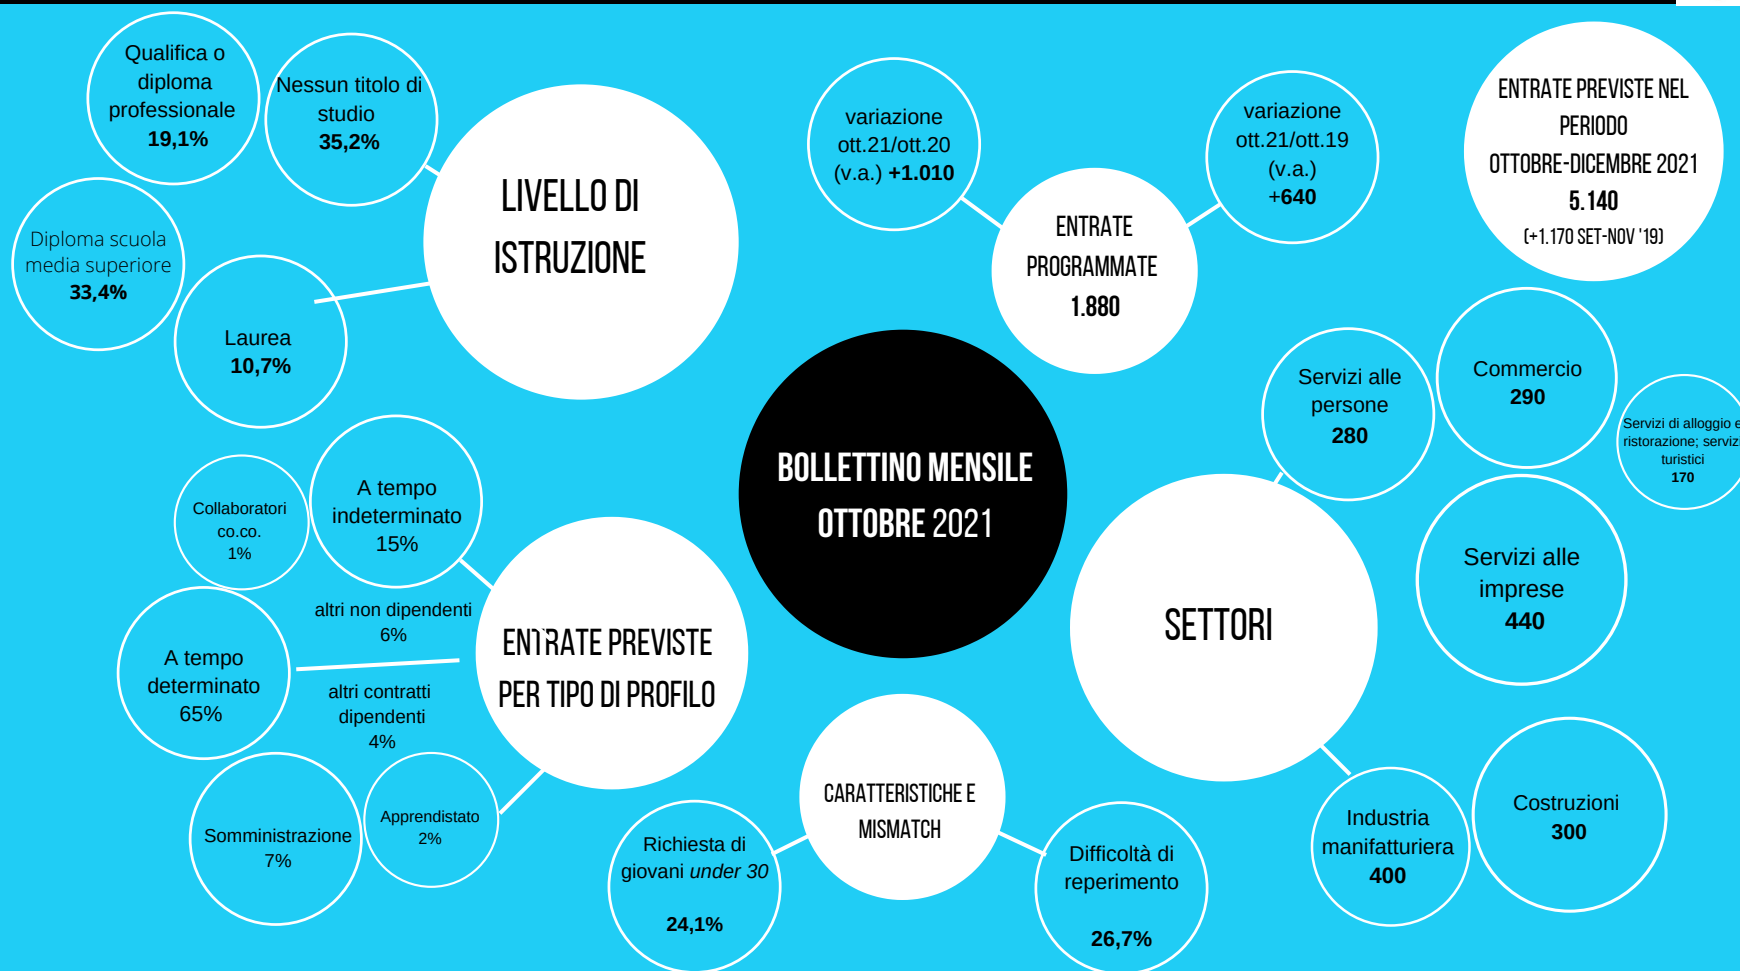 Qualifica o
diploma
professionale
19,1%
Nessun titolo di
studio
35,2%
Diploma scuola
media superiore
33,4%
Laurea
10,7%
LIVELLO DI
ISTRUZIONE
variazione
ott.21/ott.20
(v.a.) +1.010
variazione
ott.21/ott.19
(v.a.)
+640
ENTRATE
PROGRAMMATE
1.880
ENTRATE PREVISTE NEL
PERIODO
OTTOBRE-DICEMBRE 2021
5.140
(+1.170 SET-NOV '19)
BOLLETTINO MENSILE
OTTOBRE 2021
Servizi alle
persone
280
Commercio
290
Servizi di alloggio e
ristorazione; servizi
turistici
170
Servizi alle
imprese
440
SETTORI
Industria
manifatturiera
400
Costruzioni
300
Collaboratori
co.co.
1%
A tempo
indeterminato
15%
altri non dipendenti
6%
A tempo
determinato
65%
altri contratti
dipendenti
4%
Somministrazione
7%
Apprendistato
2%
ENTRATE PREVISTE
PER TIPO DI PROFILO
CARATTERISTICHE E
MISMATCH
Richiesta di
giovani under 30
24,1%
Difficoltà di
reperimento
26,7%